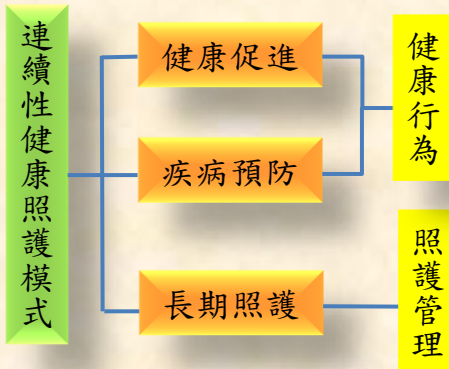 連續性健康照護模式
健康促進
疾病預防
長期照護
健康行為
照護管理